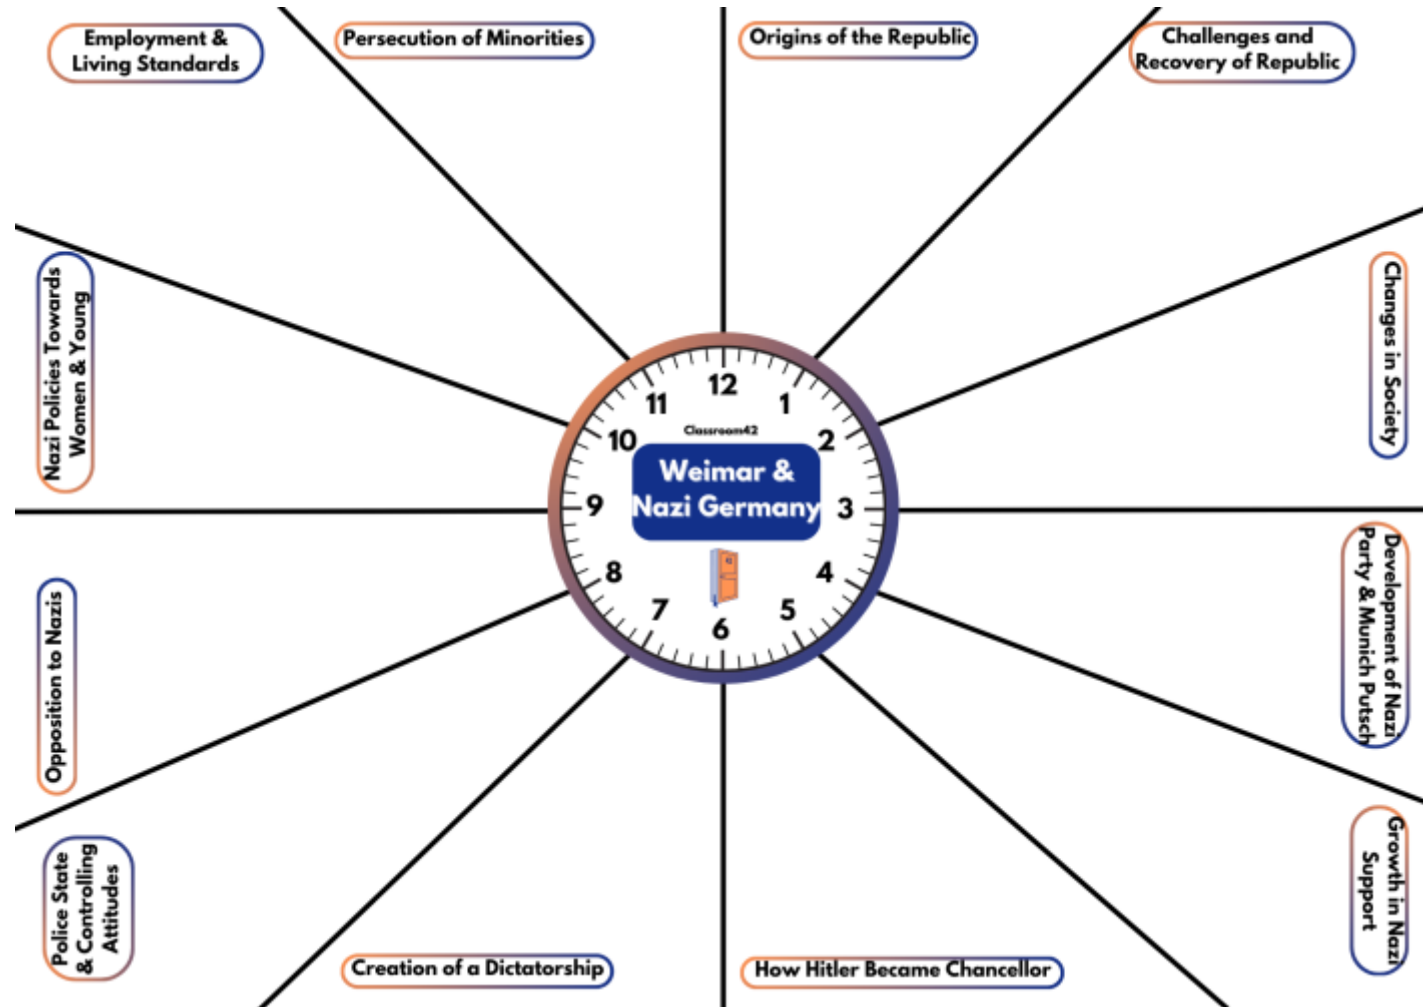 Employment &
Living Standards
Persecution of Minorities
Origins of the Republic
Challenges and
Recovery of Republic
Changes in Society
Development of Nazi
Party & Munich Putsch
Growth in Nazi
Support
How Hitler Became Chancellor
Creation of a Dictatorship
Police State
& Controlling
Attitudes
Opposition to Nazis
Nazi Policies Towards
Women & Young
12
1
2
3
4
5
6
7
8
9
10
11
Classroom42
Weimar &
Nazi Germany
42